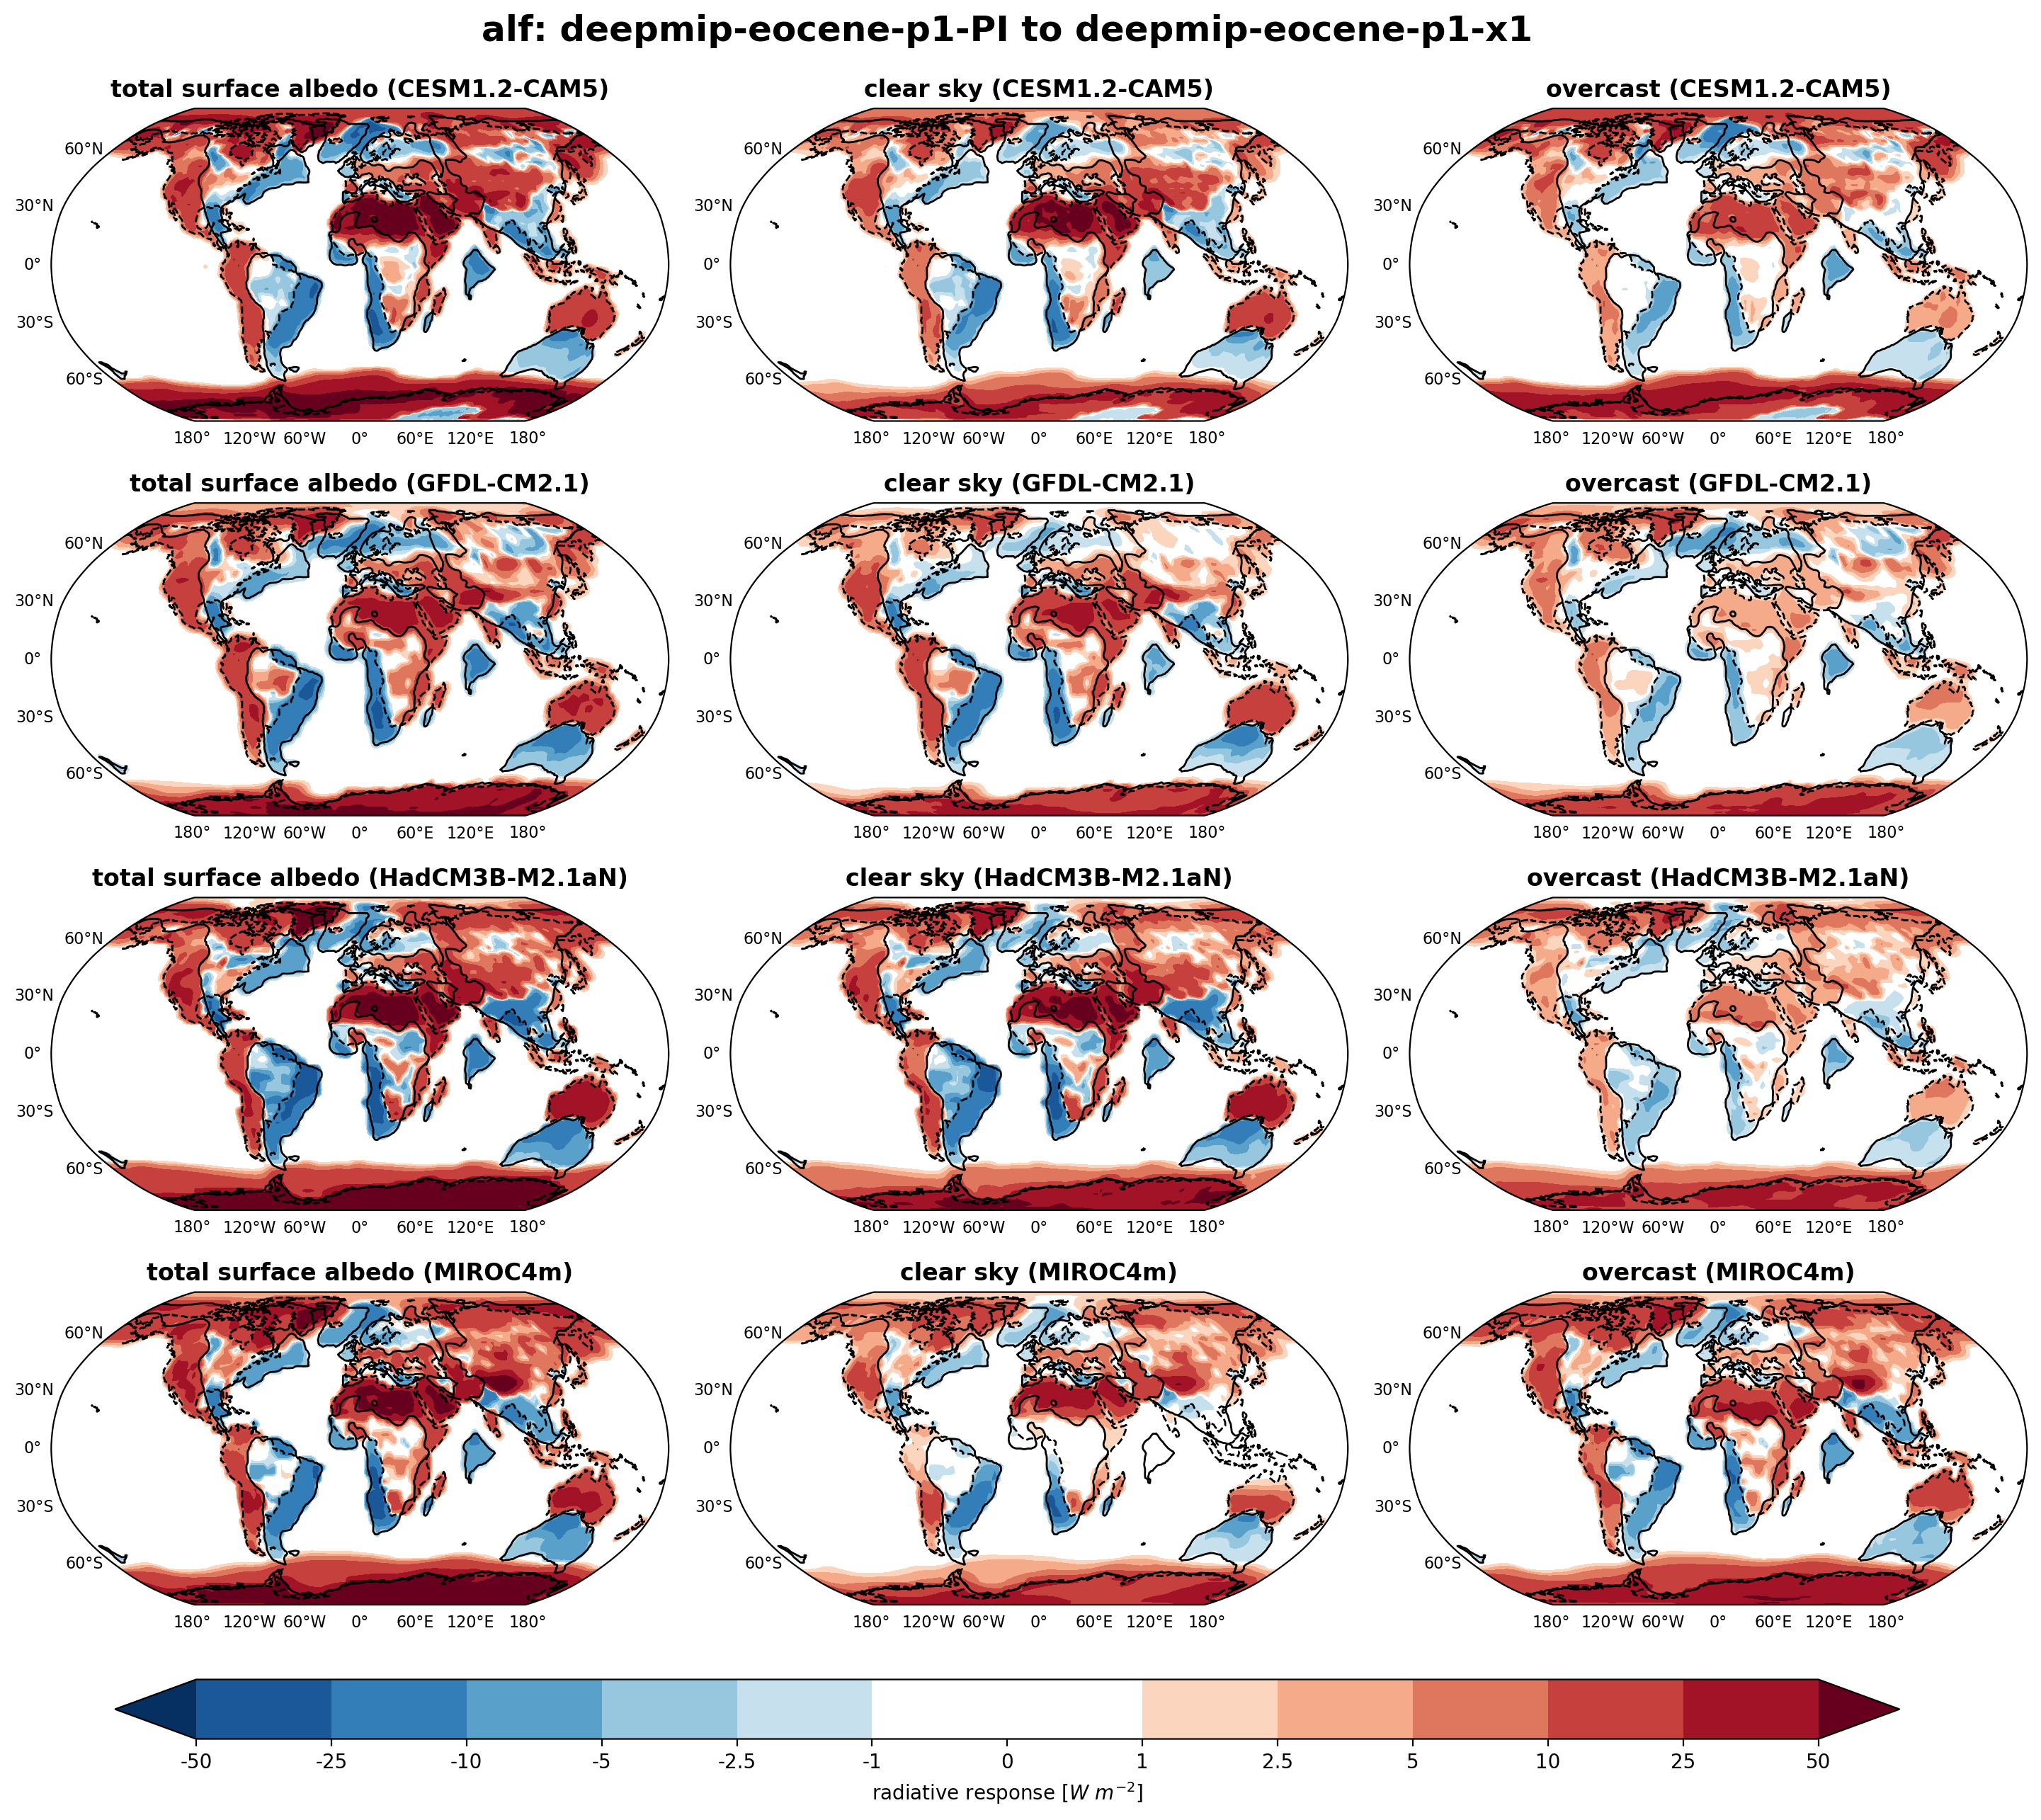 alf: deepmip-eocene-p1-PI to deepmip-eocene-p1-x1
total surface albedo (CESM1.2-CAM5) clear sky (CESM1.2-CAM5) overcast (CESM1.2-CAM5)
60°N 60°N 60°N
30°N 30°N 30°N
0° 0° 0°
30°S 30°S 30°S
60°S 60°S 60°S
180° 120°W 60°W 0° 60°E 120°E 180° 180° 120°W 60°W 0° 60°E 120°E 180° 180° 120°W 60°W 0° 60°E 120°E 180°
total surface albedo (GFDL-CM2.1) clear sky (GFDL-CM2.1) overcast (GFDL-CM2.1)
60°N 60°N 60°N
30°N 30°N 30°N
0° 0° 0°
30°S 30°S 30°S
60°S 60°S 60°S
180° 120°W 60°W 0° 60°E 120°E 180° 180° 120°W 60°W 0° 60°E 120°E 180° 180° 120°W 60°W 0° 60°E 120°E 180°
total surface albedo (HadCM3B-M2.1aN) clear sky (HadCM3B-M2.1aN) overcast (HadCM3B-M2.1aN)
60°N 60°N 60°N
30°N 30°N 30°N
0° 0° 0°
30°S 30°S 30°S
60°S 60°S 60°S
180° 120°W 60°W 0° 60°E 120°E 180° 180° 120°W 60°W 0° 60°E 120°E 180° 180° 120°W 60°W 0° 60°E 120°E 180°
total surface albedo (MIROC4m) clear sky (MIROC4m) overcast (MIROC4m)
60°N 60°N 60°N
30°N 30°N 30°N
0° 0° 0°
30°S 30°S 30°S
60°S 60°S 60°S
180° 120°W 60°W 0° 60°E 120°E 180° 180° 120°W 60°W 0° 60°E 120°E 180° 180° 120°W 60°W 0° 60°E 120°E 180°
-50 -25 -10 -5 -2.5 -1 0 1 2.5 5 10 25 50
radiative response [W m⁻²]